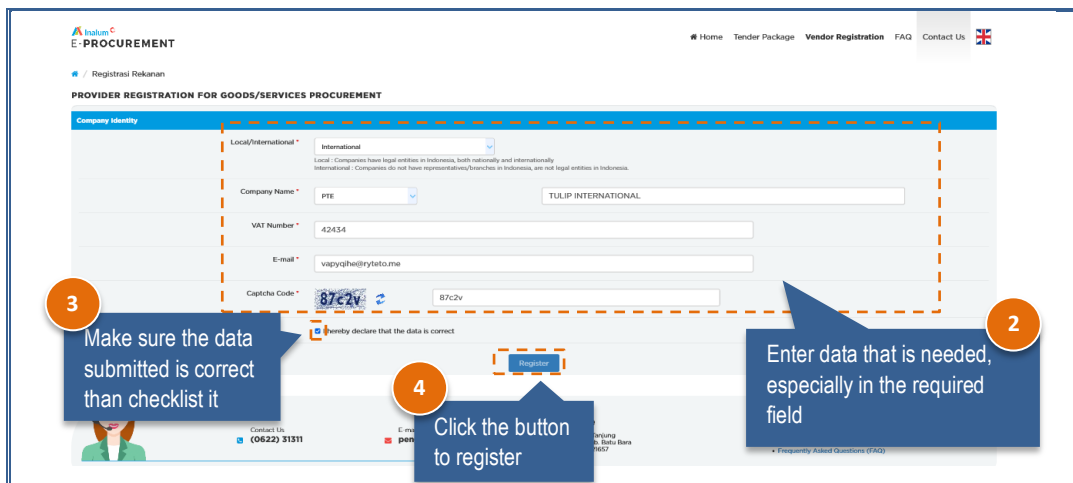 Inalum
E-PROCUREMENT
Home Tender Package Vendor Registration FAQ Contact Us
/ Registrasi Rekanan
PROVIDER REGISTRATION FOR GOODS/SERVICES PROCUREMENT
Company Identity
Local/International *
International
Local : Companies have legal entities in Indonesia, both nationally and internationally
International : Companies do not have representatives/branches in Indonesia, are not legal entities in Indonesia.
Company Name *
PTE
TULIP INTERNATIONAL
VAT Number *
42434
E-mail *
vapyqihe@ryteto.me
Captcha Code *
87c2v
87c2v
I hereby declare that the data is correct
Register
3
Make sure the data
submitted is correct
than checklist it
2
Enter data that is needed,
especially in the required
field
4
Click the button
to register
Contact Us
(0622) 31311
Batu Bara
Frequently Asked Questions (FAQ)